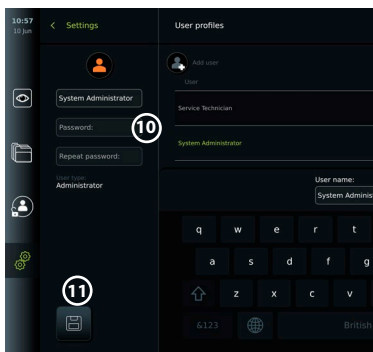 10:57
10 Jun
Settings
User profiles
Add user
User
System Administrator
Service Technician
Password:
10
System Administrator
Repeat password:
User type:
Administrator
User name:
System Adminis
q w e r t
a s d f g
11
z x c v
&123
British